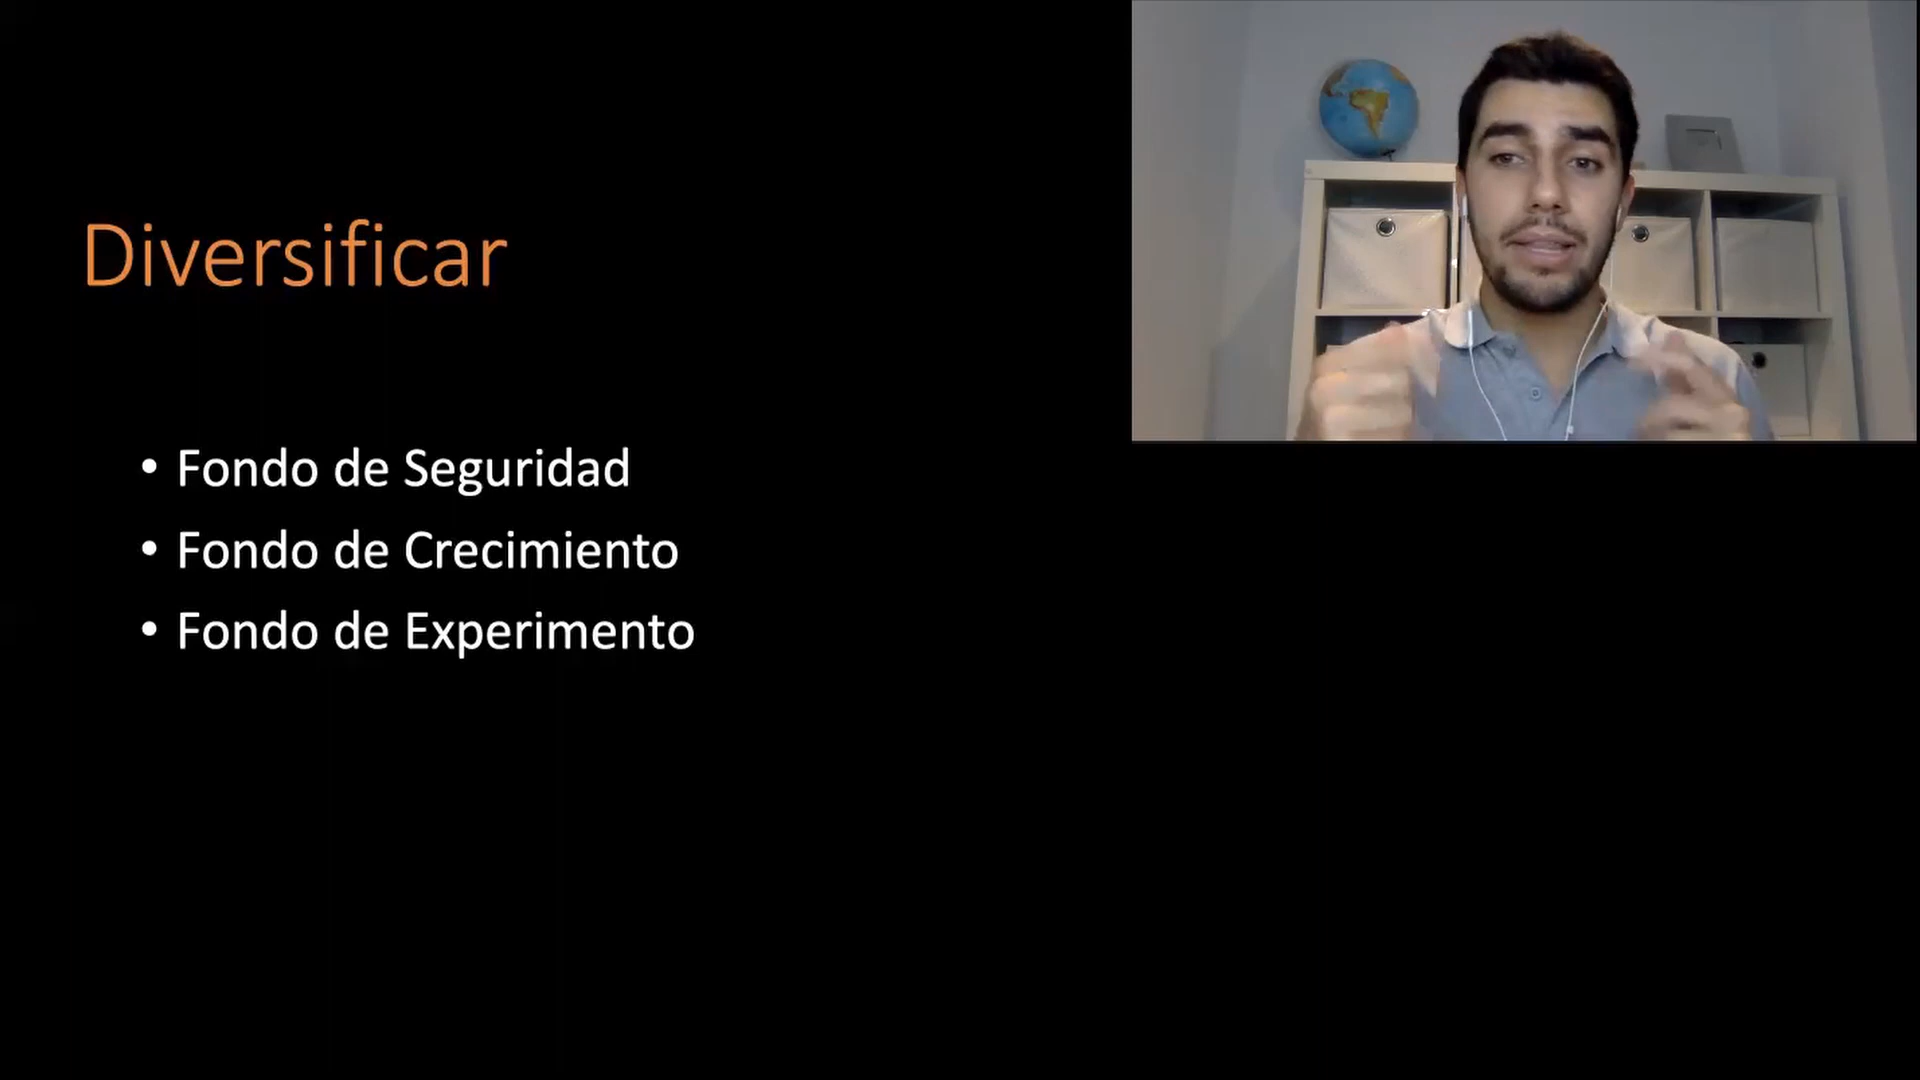 Diversificar
• Fondo de Seguridad
• Fondo de Crecimiento
• Fondo de Experimento